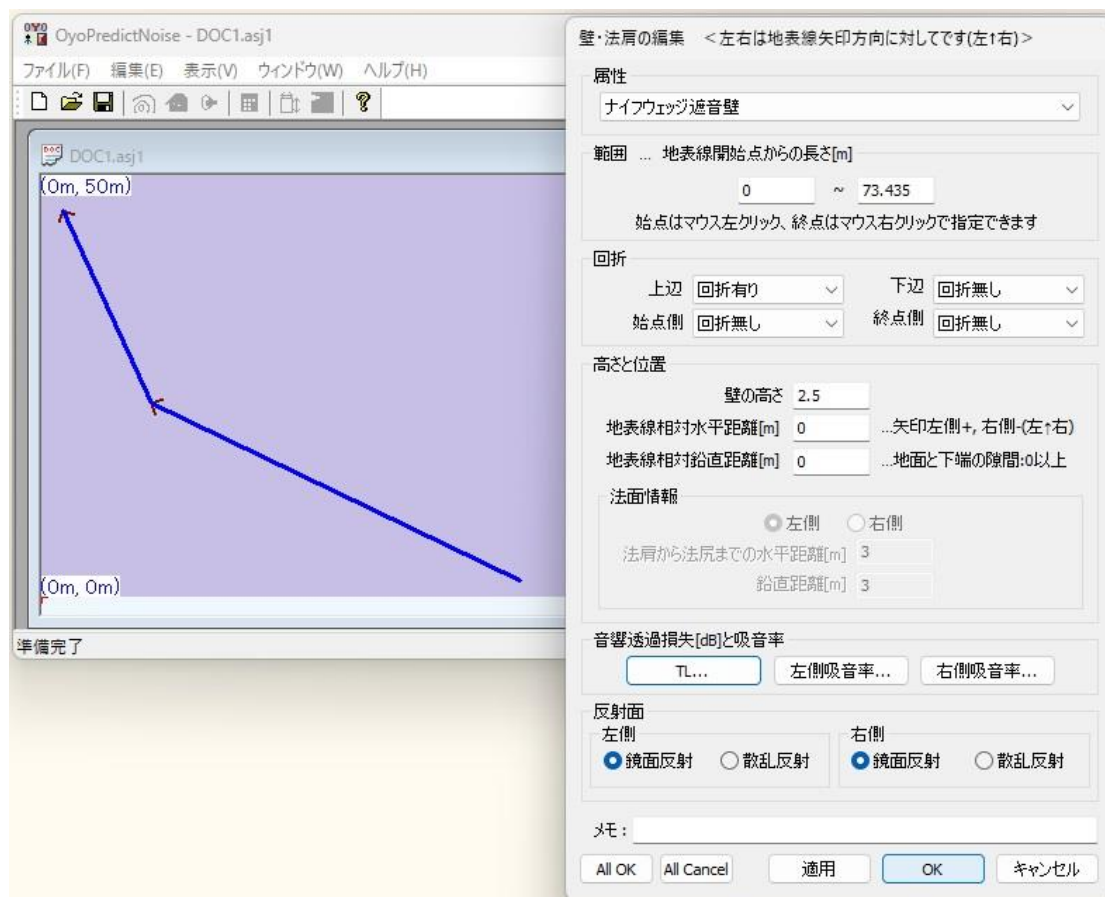 OyoPredictNoise - DOC1.asj1
ファイル(F) 編集(E) 表示(V) ウィンドウ(W) ヘルプ(H)
DOC1.asj1
(0m, 50m)
(0m, 0m)
準備完了
壁・法肩の編集 <左右は地表線矢印方向に対してです(左↑右)>
属性
ナイフウェッジ遮音壁
範囲 ... 地表線開始点からの長さ[m]
0 ~ 73.435
始点はマウス左クリック、終点はマウス右クリックで指定できます
回折
上辺 回折有り 下辺 回折無し
始点側 回折無し 終点側 回折無し
高さと位置
壁の高さ 2.5
地表線相対水平距離[m] 0 ...矢印左側+, 右側-(左↑右)
地表線相対鉛直距離[m] 0 ...地面と下端の隙間:0以上
法面情報
左側 右側
法肩から法尻までの水平距離[m] 3
鉛直距離[m] 3
音響透過損失[dB]と吸音率
TL... 左側吸音率... 右側吸音率...
反射面
左側 右側
鏡面反射 散乱反射 鏡面反射 散乱反射
メモ:
All OK All Cancel 適用 OK キャンセル